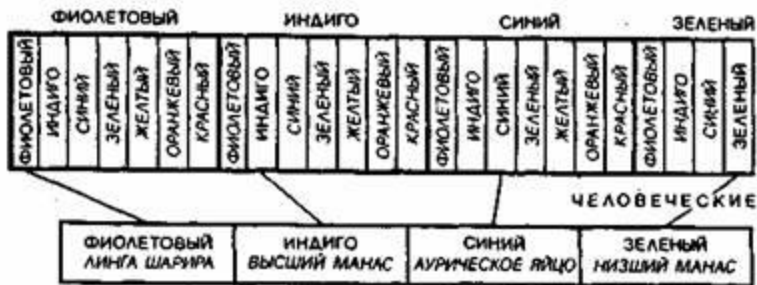 ФИОЛЕТОВЫЙ ИНДИГО СИНИЙ ЗЕЛЕНЫЙ
ФИОЛЕТОВЫЙ ИНДИГО СИНИЙ ЗЕЛЕНЫЙ ЖЕЛТЫЙ ОРАНЖЕВЫЙ КРАСНЫЙ ФИОЛЕТОВЫЙ ИНДИГО СИНИЙ ЗЕЛЕНЫЙ ЖЕЛТЫЙ ОРАНЖЕВЫЙ КРАСНЫЙ ФИОЛЕТОВЫЙ ИНДИГО СИНИЙ ЗЕЛЕНЫЙ ЖЕЛТЫЙ ОРАНЖЕВЫЙ КРАСНЫЙ ФИОЛЕТОВЫЙ ИНДИГО СИНИЙ ЗЕЛЕНЫЙ
ЧЕЛОВЕЧЕСКИЕ
ФИОЛЕТОВЫЙ ИНДИГО СИНИЙ ЗЕЛЕНЫЙ
ЛИНГА ШАРИРА ВЫСШИЙ МАНАС АУРИЧЕСКОЕ ЯЙЦО НИЗШИЙ МАНАС